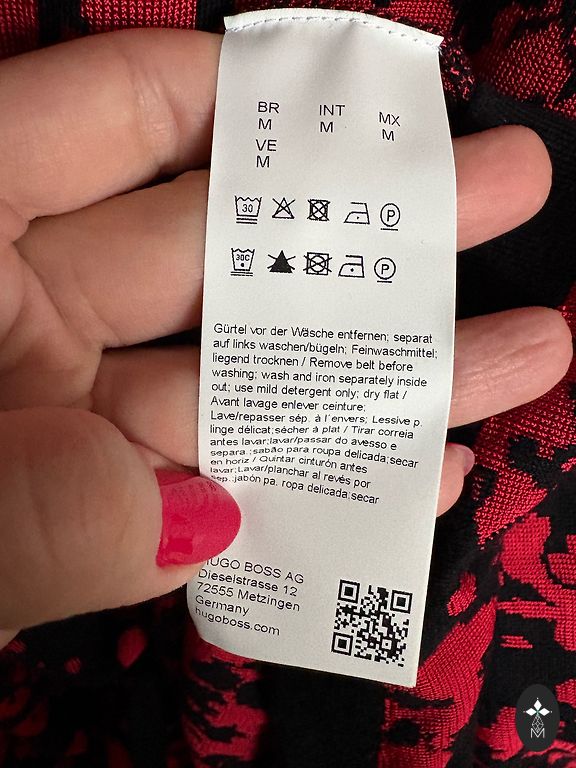 BR INT MX
M M M
VE
M
30 P
30C P
Gürtel vor der Wäsche entfernen; separat
auf links waschen/bügeln; Feinwaschmittel;
liegend trocknen / Remove belt before
washing; wash and iron separately inside
out; use mild detergent only; dry flat /
Avant lavage enlever ceinture;
Lave/repasser sép. à l´envers; Lessive p.
linge délicat;sécher à plat / Tirar correia
antes lavar;lavar/passar do avesso e
separa.;sabão para roupa delicada;secar
en horiz / Quintar cinturón antes
lavar;Lavar/planchar al revés por
sep.;jabón pa. ropa delicada;secar
HUGO BOSS AG
Dieselstrasse 12
72555 Metzingen
Germany
hugoboss.com
M